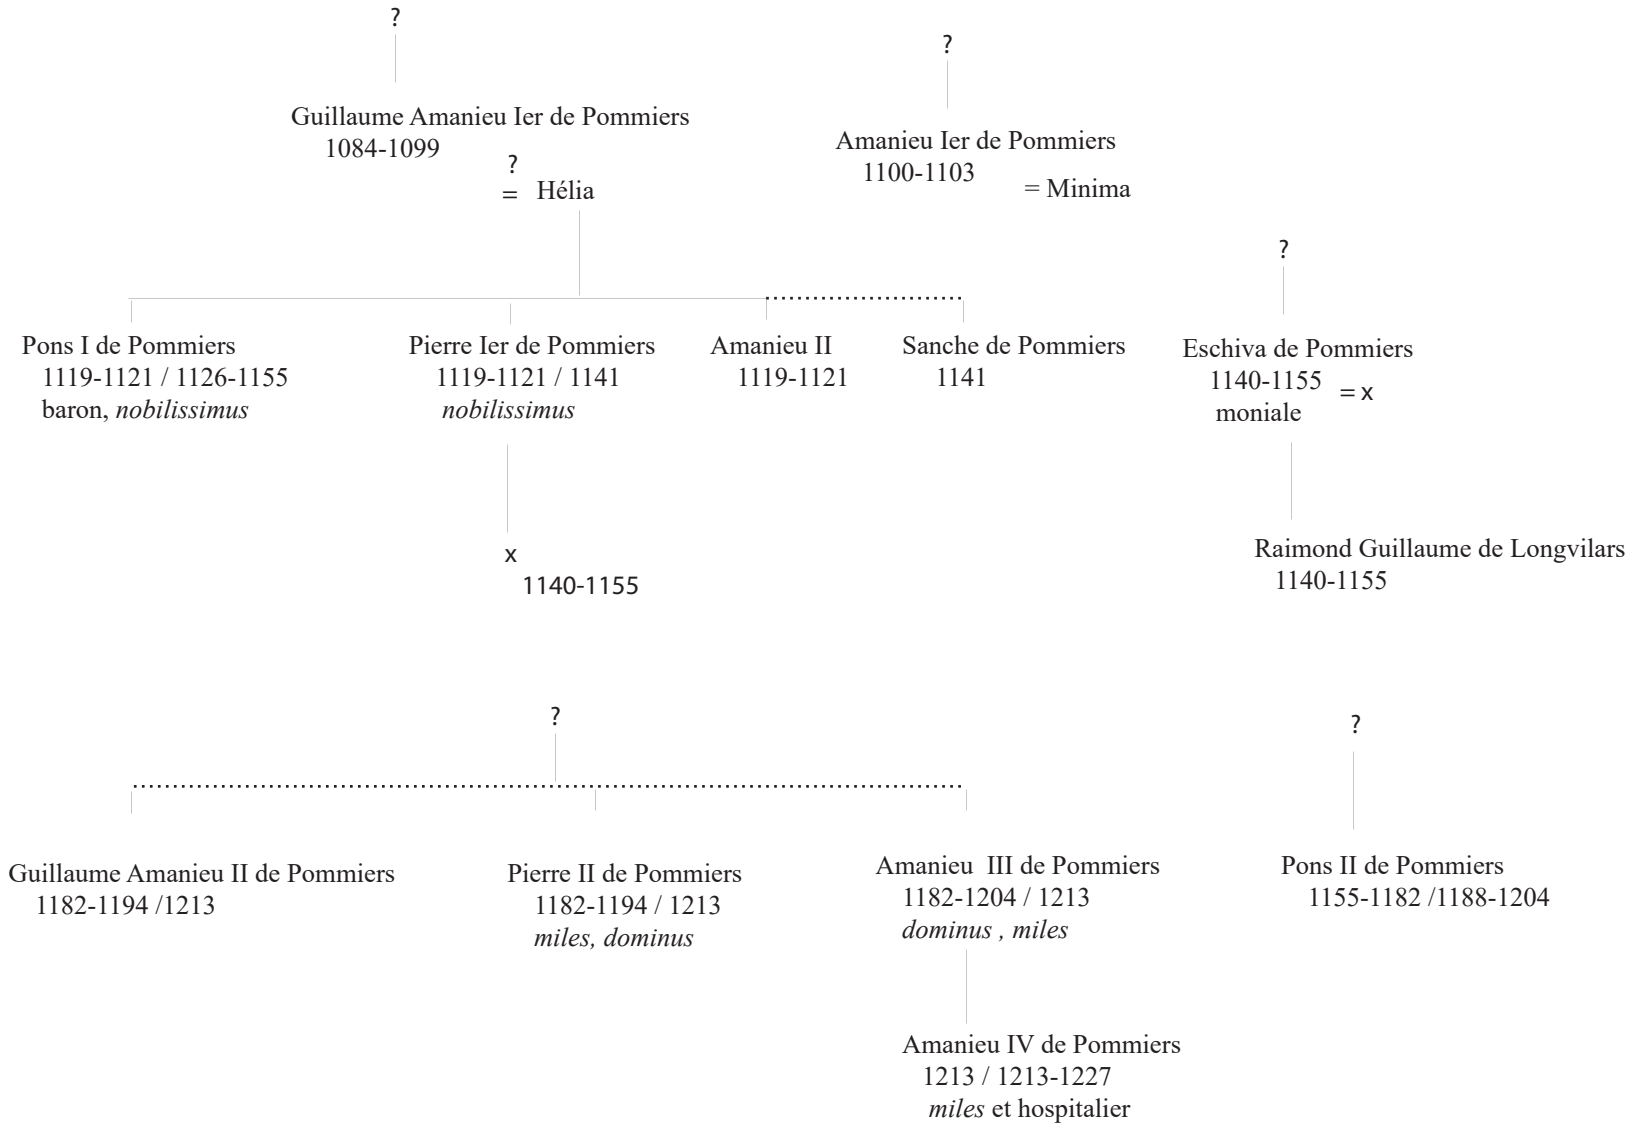 ?
?
Guillaume Amanieu Ier de Pommiers
1084-1099
Amanieu Ier de Pommiers
1100-1103
?
= Hélia
= Minima
?
Pons I de Pommiers
1119-1121 / 1126-1155
baron, nobilissimus
Pierre Ier de Pommiers
1119-1121 / 1141
nobilissimus
Amanieu II
1119-1121
Sanche de Pommiers
1141
Eschiva de Pommiers
1140-1155
= x
moniale
x
1140-1155
Raimond Guillaume de Longvilars
1140-1155
?
?
Guillaume Amanieu II de Pommiers
1182-1194 /1213
Pierre II de Pommiers
1182-1194 / 1213
miles, dominus
Amanieu III de Pommiers
1182-1204 / 1213
dominus , miles
Pons II de Pommiers
1155-1182 /1188-1204
Amanieu IV de Pommiers
1213 / 1213-1227
miles et hospitalier